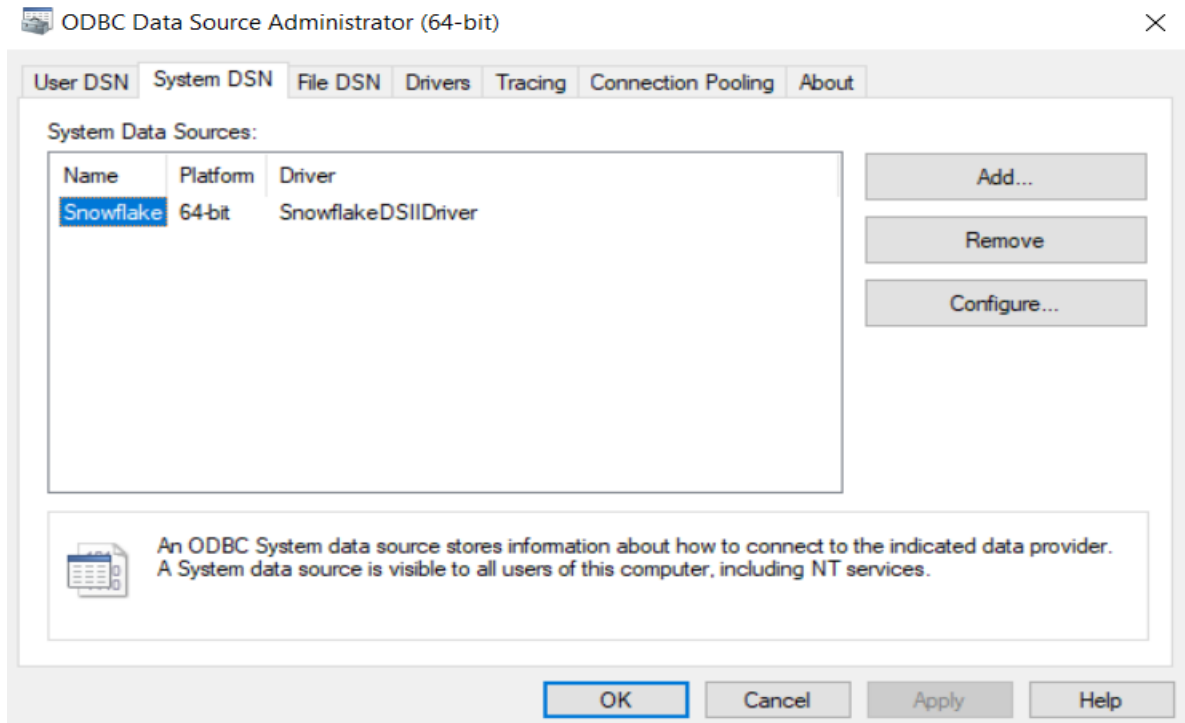 ODBC Data Source Administrator (64-bit)
User DSN System DSN File DSN Drivers Tracing Connection Pooling About
System Data Sources:
Name Platform Driver
Snowflake 64-bit SnowflakeDSIIDriver
Add...
Remove
Configure...
An ODBC System data source stores information about how to connect to the indicated data provider.
A System data source is visible to all users of this computer, including NT services.
OK Cancel Apply Help